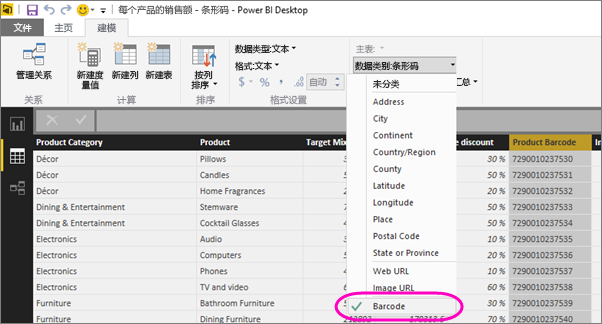 每个产品的销售额 - 条形码 - Power BI Desktop
文件 主页 建模
管理关系
新建度量值
新建列
新建表
按列排序
数据类型:文本
格式:文本
$ % , 自动
主表:
数据类别:条形码
汇总
关系 计算 排序 格式设置
未分类
Address
City
Continent
Country/Region
County
Latitude
Longitude
Place
Postal Code
State or Province
Web URL
Image URL
Barcode
Product Category Product Target Mix e discount Product Barcode In
Décor Pillows 30 % 7290010237530
Décor Candles 50 % 7290010237531
Décor Home Fragrances 20 % 7290010237532
Dining & Entertainment Stemware 50 % 7290010237533
Dining & Entertainment Cocktail Glasses 50 % 7290010237534
Electronics Audio 10 % 7290010237535
Electronics Computers 10 % 7290010237536
Electronics Phones 10 % 7290010237537
Electronics TV and video 60 % 7290010237538
Furniture Bathroom Furniture 30 % 7290010237539
Furniture Dining Furniture 70 % 7290010237540